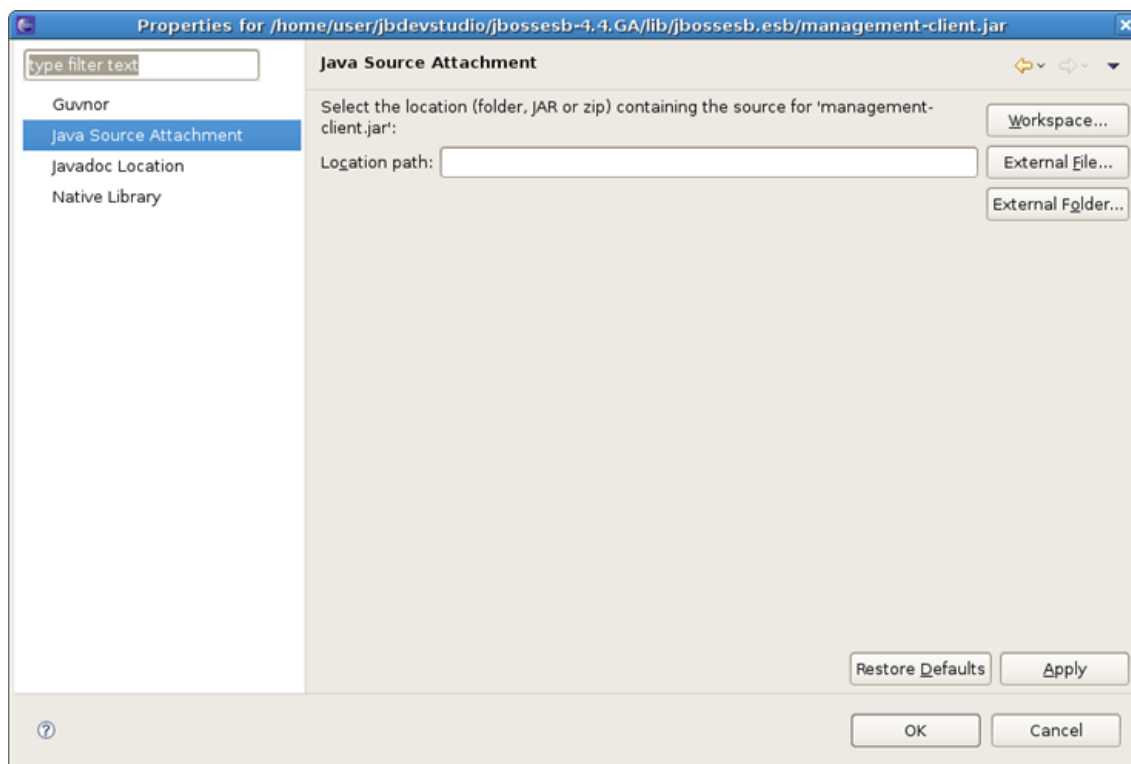 Properties for /home/user/jbdevstudio/jbossesb-4.4.GA/lib/jbossesb.esb/management-client.jar
type filter text
Guvnor
Java Source Attachment
Javadoc Location
Native Library
Java Source Attachment
Select the location (folder, JAR or zip) containing the source for 'management-
client.jar':
Workspace...
Location path:
External File...
External Folder...
Restore Defaults
Apply
OK
Cancel